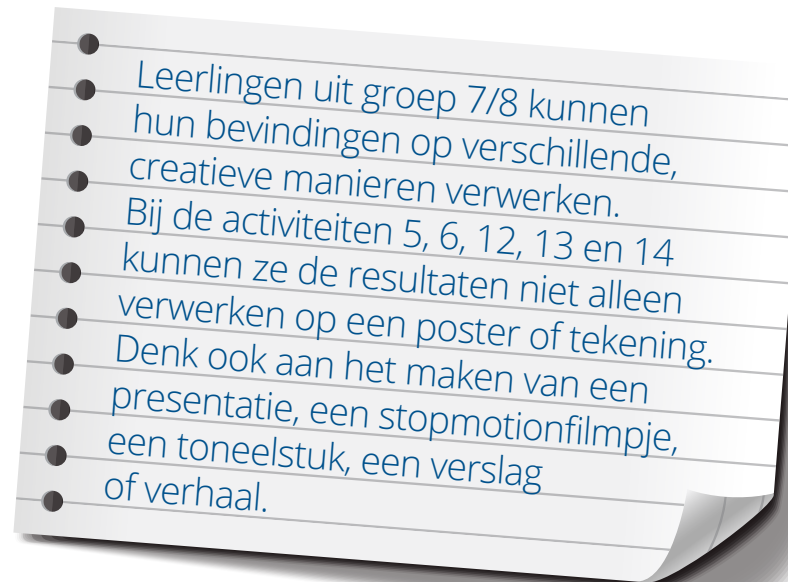 Leerlingen uit groep 7/8 kunnen
hun bevindingen op verschillende,
creatieve manieren verwerken.
Bij de activiteiten 5, 6, 12, 13 en 14
kunnen ze de resultaten niet alleen
verwerken op een poster of tekening.
Denk ook aan het maken van een
presentatie, een stopmotionfilmpje,
een toneelstuk, een verslag
of verhaal.